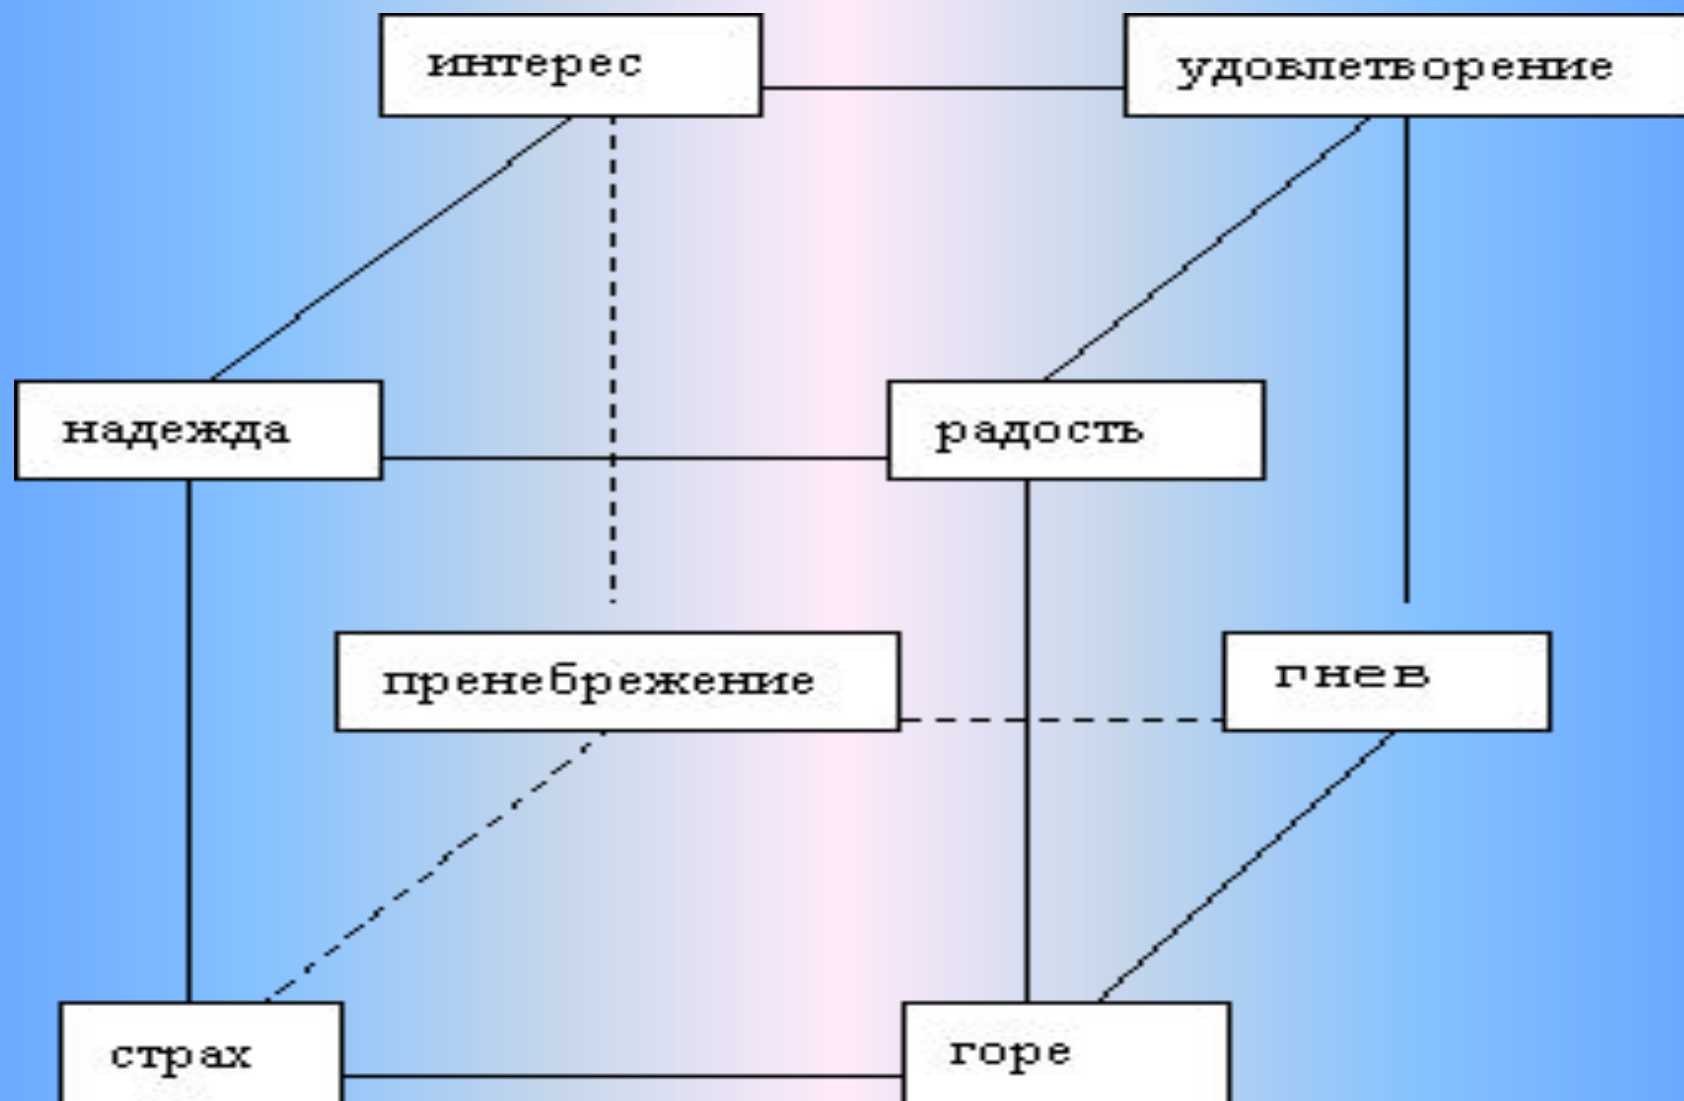 интерес
удовлетворение
надежда
радость
пренебрежение
гнев
страх
горе